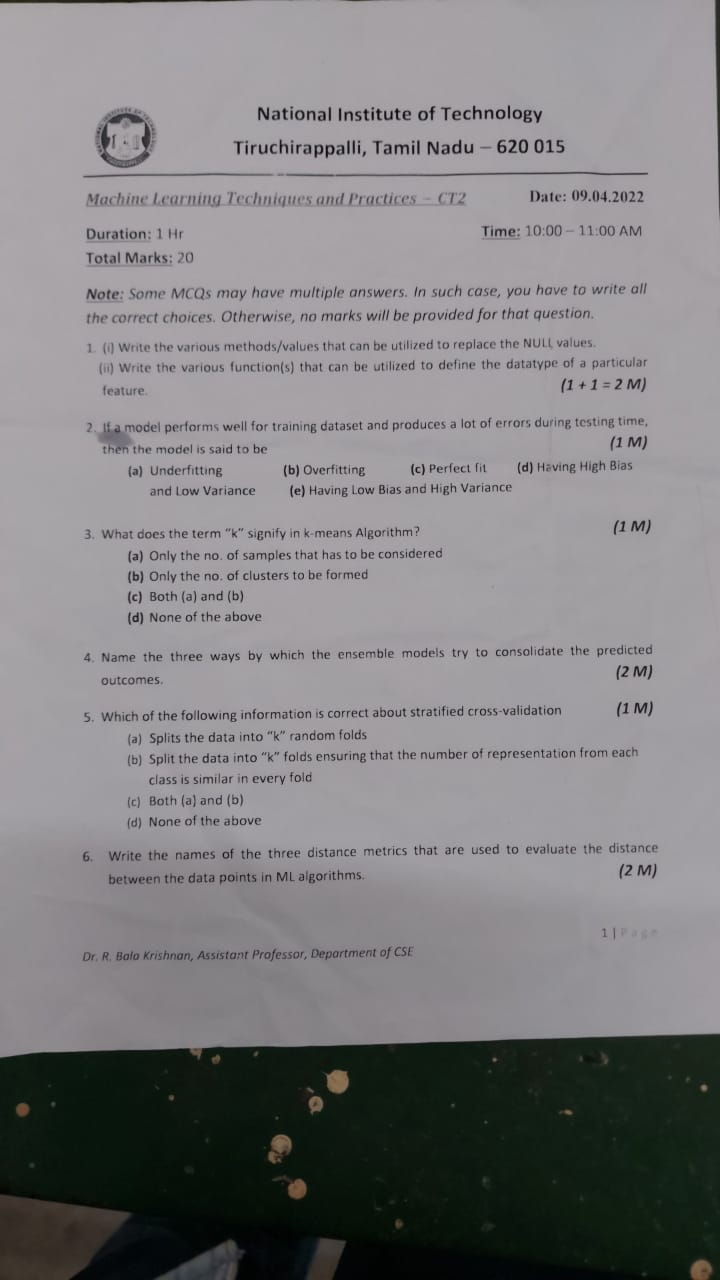 National Institute of Technology
Tiruchirappalli, Tamil Nadu – 620 015
Machine Learning Techniques and Practices – CT2 Date: 09.04.2022
Duration: 1 Hr Time: 10:00 – 11:00 AM
Total Marks: 20
Note: Some MCQs may have multiple answers. In such case, you have to write all
the correct choices. Otherwise, no marks will be provided for that question.
1. (i) Write the various methods/values that can be utilized to replace the NULL values.
(ii) Write the various function(s) that can be utilized to define the datatype of a particular
feature. (1 + 1 = 2 M)
2. If a model performs well for training dataset and produces a lot of errors during testing time,
then the model is said to be (1 M)
(a) Underfitting (b) Overfitting (c) Perfect fit (d) Having High Bias
and Low Variance (e) Having Low Bias and High Variance
3. What does the term "k" signify in k-means Algorithm? (1 M)
(a) Only the no. of samples that has to be considered
(b) Only the no. of clusters to be formed
(c) Both (a) and (b)
(d) None of the above
4. Name the three ways by which the ensemble models try to consolidate the predicted
outcomes. (2 M)
5. Which of the following information is correct about stratified cross-validation (1 M)
(a) Splits the data into "k" random folds
(b) Split the data into "k" folds ensuring that the number of representation from each
class is similar in every fold
(c) Both (a) and (b)
(d) None of the above
6. Write the names of the three distance metrics that are used to evaluate the distance
between the data points in ML algorithms. (2 M)
1 | Page
Dr. R. Bala Krishnan, Assistant Professor, Department of CSE